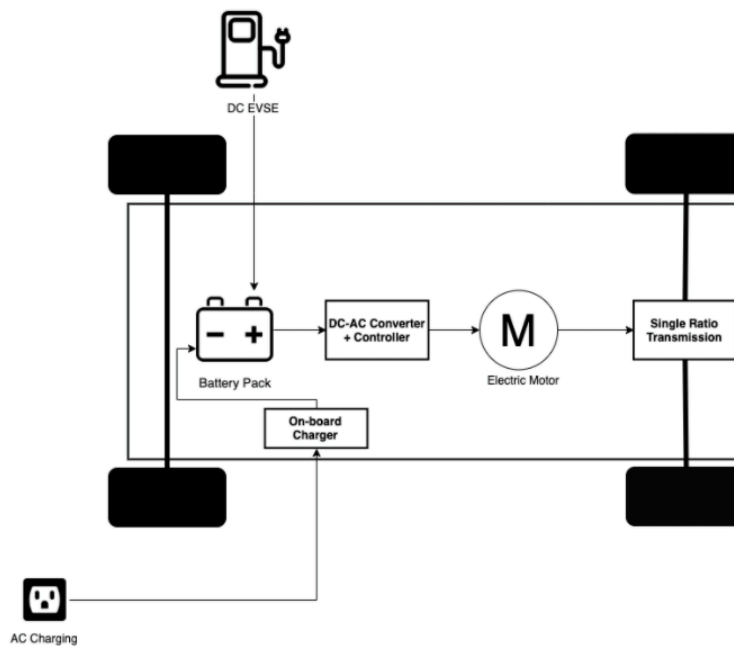 DC EVSE
DC-AC Converter
+ Controller
M
Single Ratio
Transmission
Battery Pack
Electric Motor
On-board
Charger
AC Charging